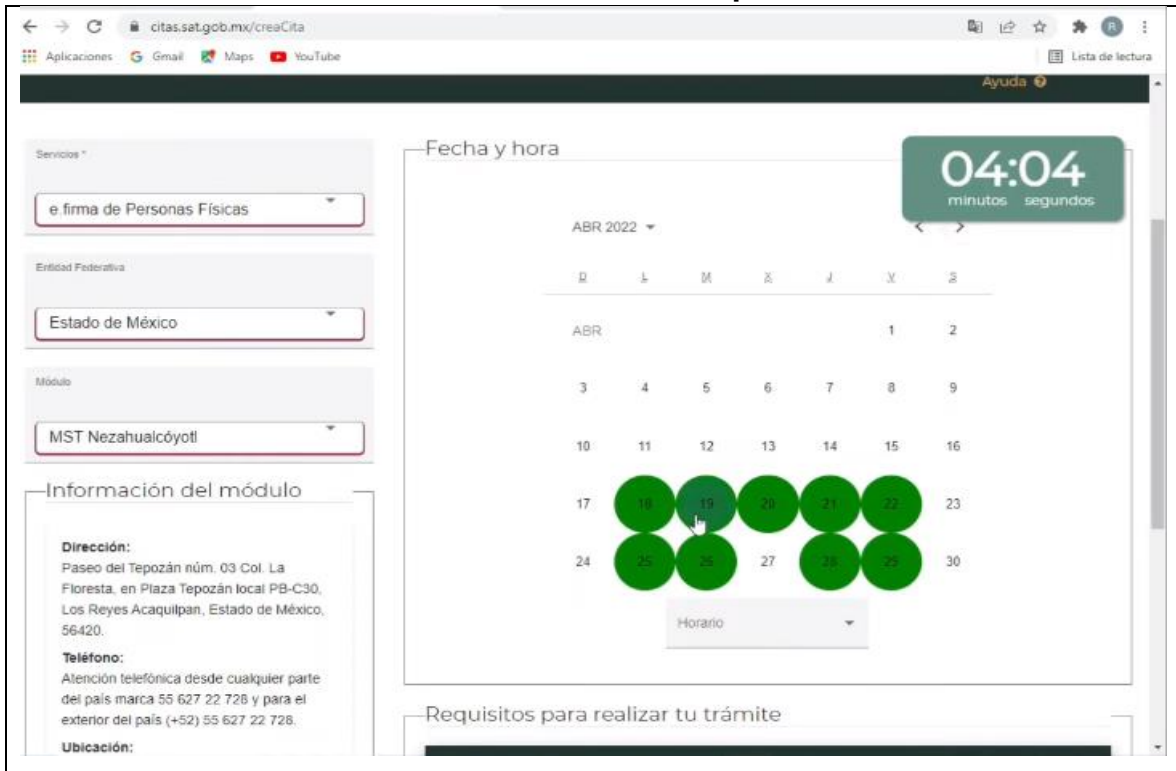 citas.sat.gob.mx/creaCita
R
Aplicaciones G Gmail Maps YouTube Lista de lectura
Ayuda
Servicios *
e.firma de Personas Físicas
Entidad Federativa
Estado de México
Módulo
MST Nezahualcóyotl
Información del módulo
Dirección:
Paseo del Tepozán núm. 03 Col. La
Floresta, en Plaza Tepozán local PB-C30,
Los Reyes Acaquilpan, Estado de México,
56420.
Teléfono:
Atención telefónica desde cualquier parte
del país marca 55 627 22 728 y para el
exterior del país (+52) 55 627 22 728.
Ubicación:
Fecha y hora
04:04
minutos segundos
ABR 2022
D L M X J V S
ABR 1 2
3 4 5 6 7 8 9
10 11 12 13 14 15 16
17 18 19 20 21 22 23
24 25 26 27 28 29 30
Horario
Requisitos para realizar tu trámite